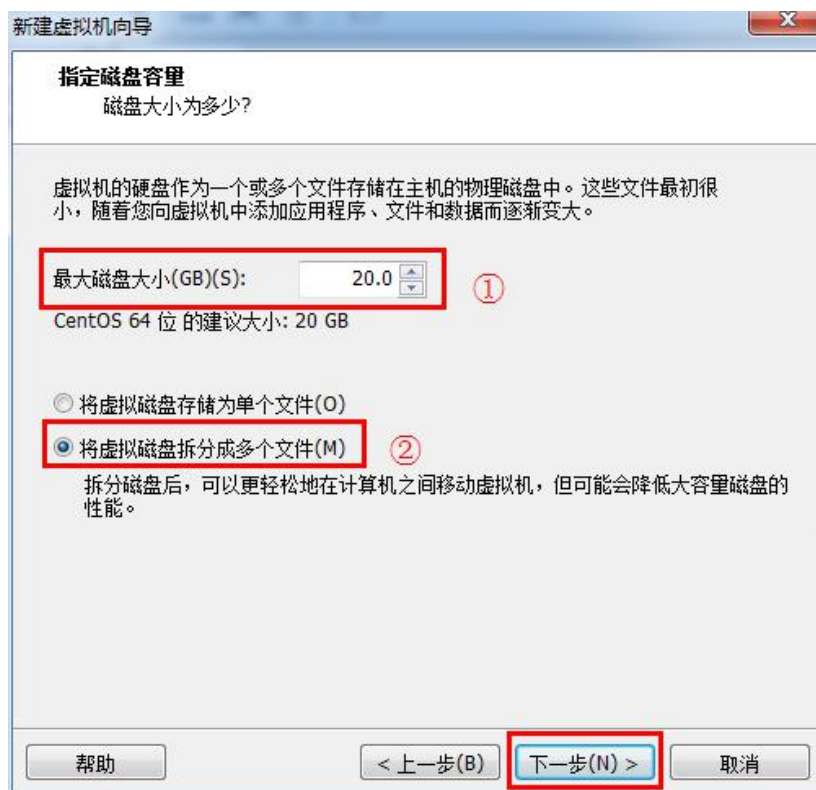 新建虚拟机向导
指定磁盘容量
磁盘大小为多少?
虚拟机的硬盘作为一个或多个文件存储在主机的物理磁盘中。这些文件最初很
小，随着您向虚拟机中添加应用程序、文件和数据而逐渐变大。
最大磁盘大小(GB)(S): 20.0 ①
CentOS 64 位 的建议大小: 20 GB
将虚拟磁盘存储为单个文件(O)
将虚拟磁盘拆分成多个文件(M) ②
拆分磁盘后，可以更轻松地在计算机之间移动虚拟机，但可能会降低大容量磁盘的
性能。
帮助 < 上一步(B) 下一步(N) > 取消